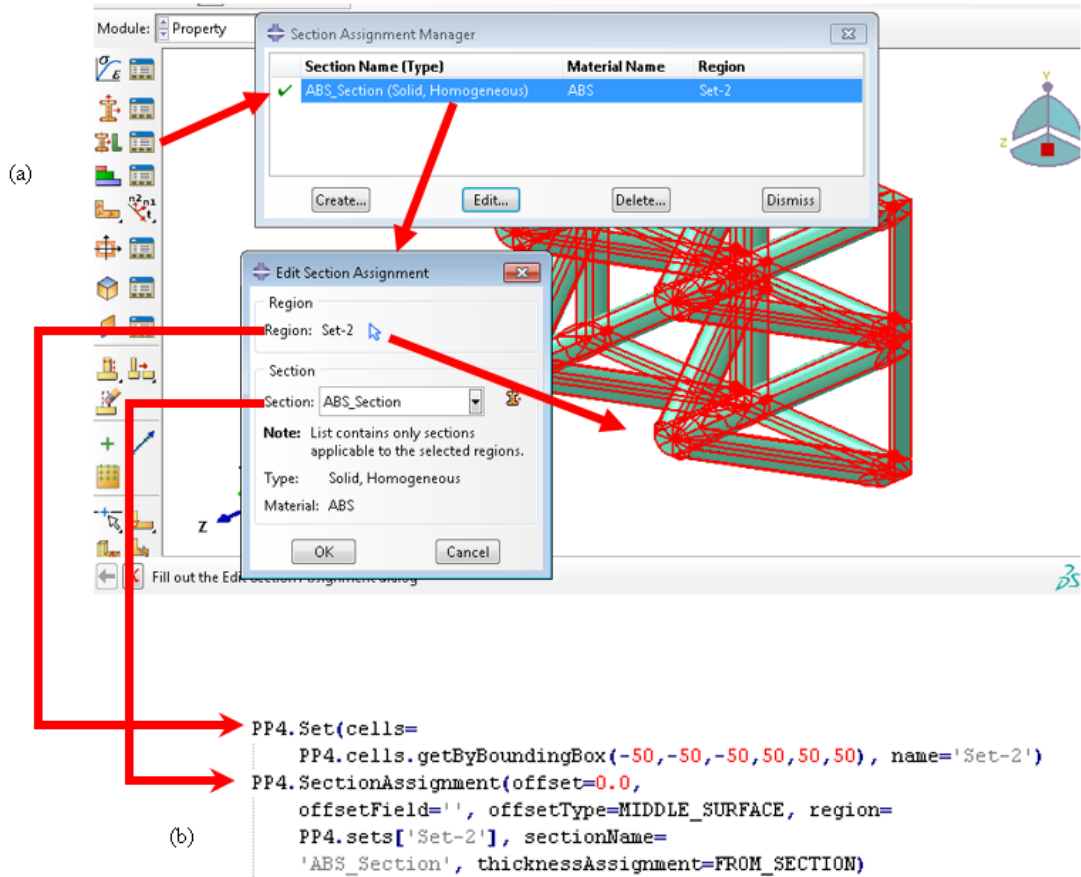 Module: Property
Section Assignment Manager
Section Name (Type) Material Name Region
ABS_Section (Solid, Homogeneous) ABS Set-2
Create... Edit... Delete... Dismiss
(a)
n2 n1
t
Y
Z
Edit Section Assignment
Region
Region: Set-2
Section
Section: ABS_Section
Note: List contains only sections
applicable to the selected regions.
Type: Solid, Homogeneous
Material: ABS
OK Cancel
Z
Fill out the Edit Section Assignment dialog
PP4.Set(cells=
PP4.cells.getByBoundingBox(-50,-50,-50,50,50,50), name='Set-2')
PP4.SectionAssignment(offset=0.0,
offsetField='', offsetType=MIDDLE_SURFACE, region=
PP4.sets['Set-2'], sectionName=
'ABS_Section', thicknessAssignment=FROM_SECTION)
(b)